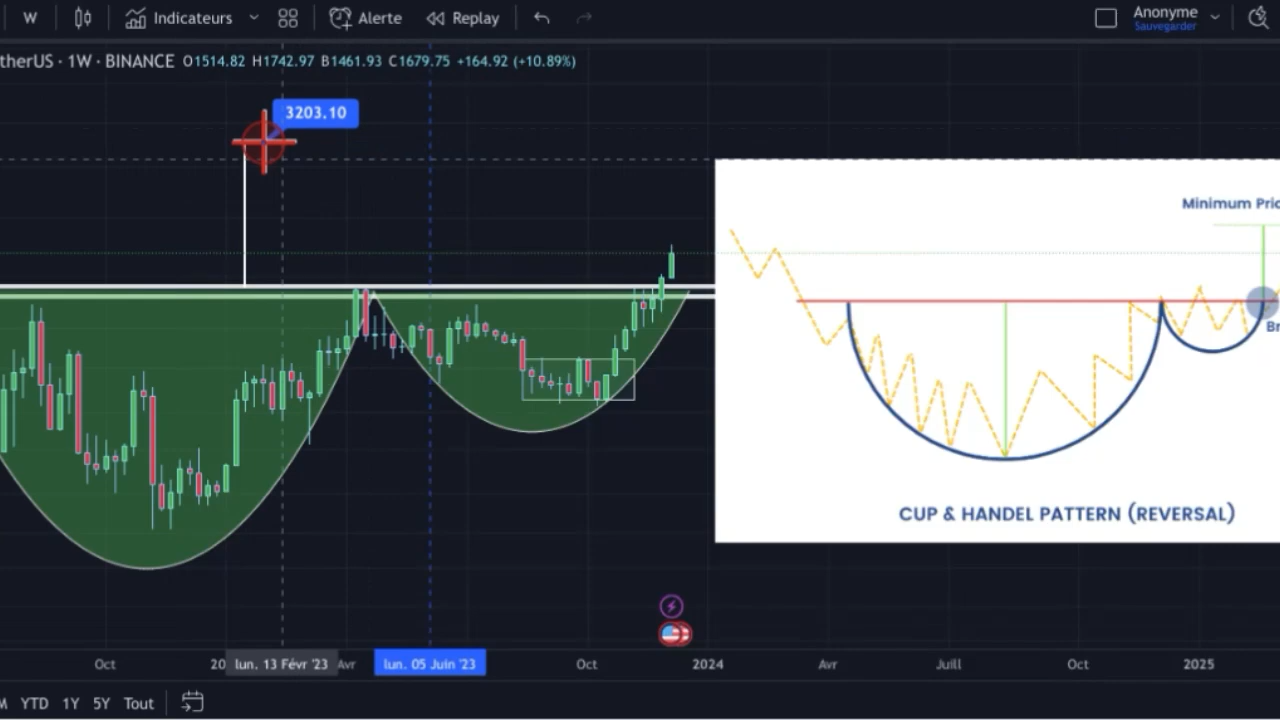 W Indicateurs Alerte Replay Anonyme
Sauvegarder
therUS · 1W · BINANCE O1514.82 H1742.97 B1461.93 C1679.75 +164.92 (+10.89%)
3203.10
Minimum Pric
Br
CUP & HANDEL PATTERN (REVERSAL)
Oct 20 lun. 13 Févr '23 Avr lun. 05 Juin '23 Oct 2024 Avr Juill Oct 2025
M YTD 1Y 5Y Tout